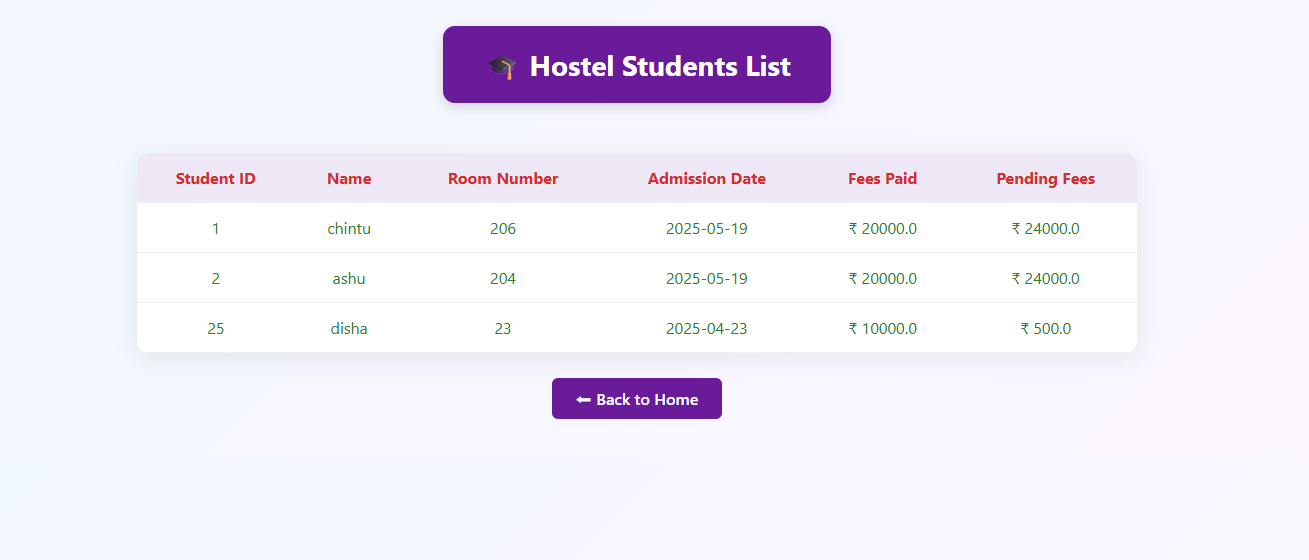 🎓 Hostel Students List
Student ID Name Room Number Admission Date Fees Paid Pending Fees
1 chintu 206 2025-05-19 ₹ 20000.0 ₹ 24000.0
2 ashu 204 2025-05-19 ₹ 20000.0 ₹ 24000.0
25 disha 23 2025-04-23 ₹ 10000.0 ₹ 500.0
⬅ Back to Home